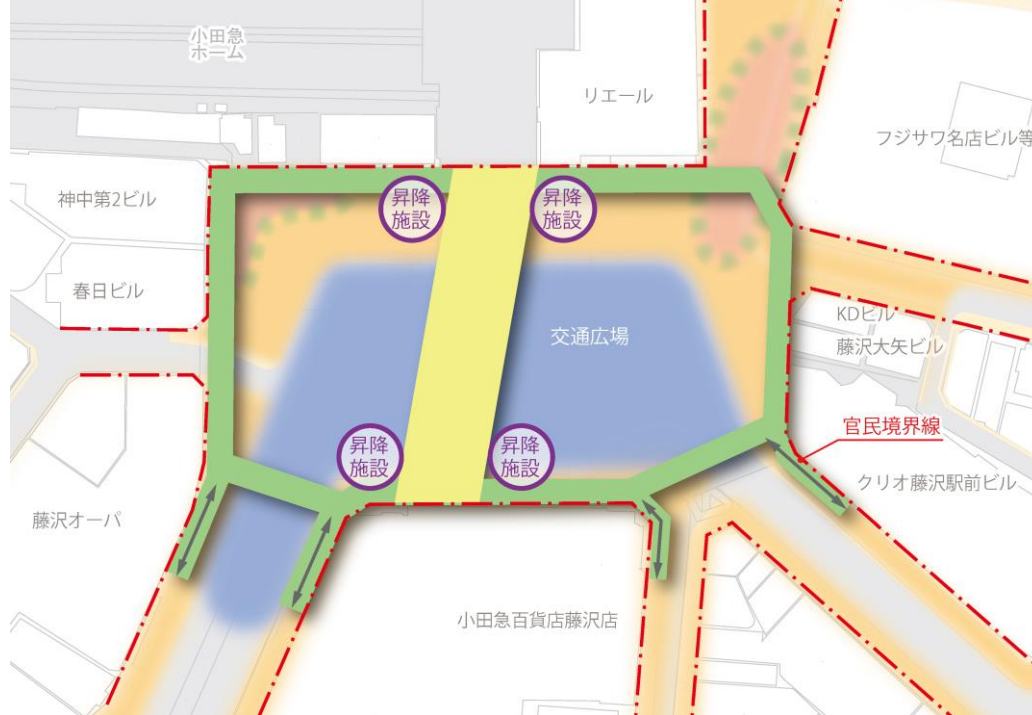 小田急
ホーム
リエール
フジサワ名店ビル等
神中第2ビル
昇降
施設
昇降
施設
春日ビル
KDビル
交通広場
藤沢大矢ビル
官民境界線
昇降
施設
昇降
施設
クリオ藤沢駅前ビル
藤沢オーパ
小田急百貨店藤沢店